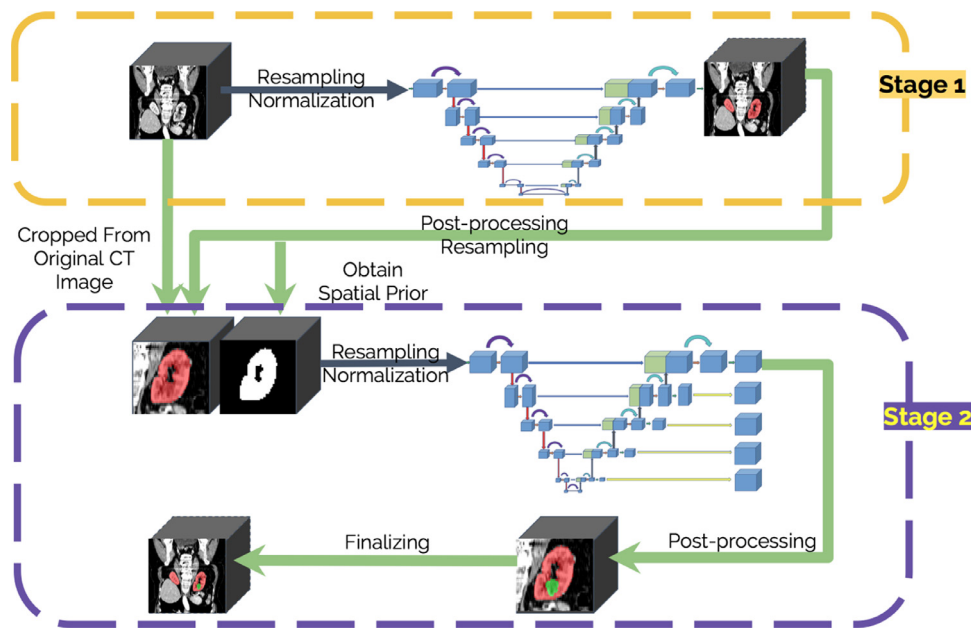 Resampling
Normalization
Stage 1
Cropped From
Original CT
Image
Post-processing
Resampling
Obtain
Spatial Prior
Resampling
Normalization
Stage 2
Finalizing
Post-processing